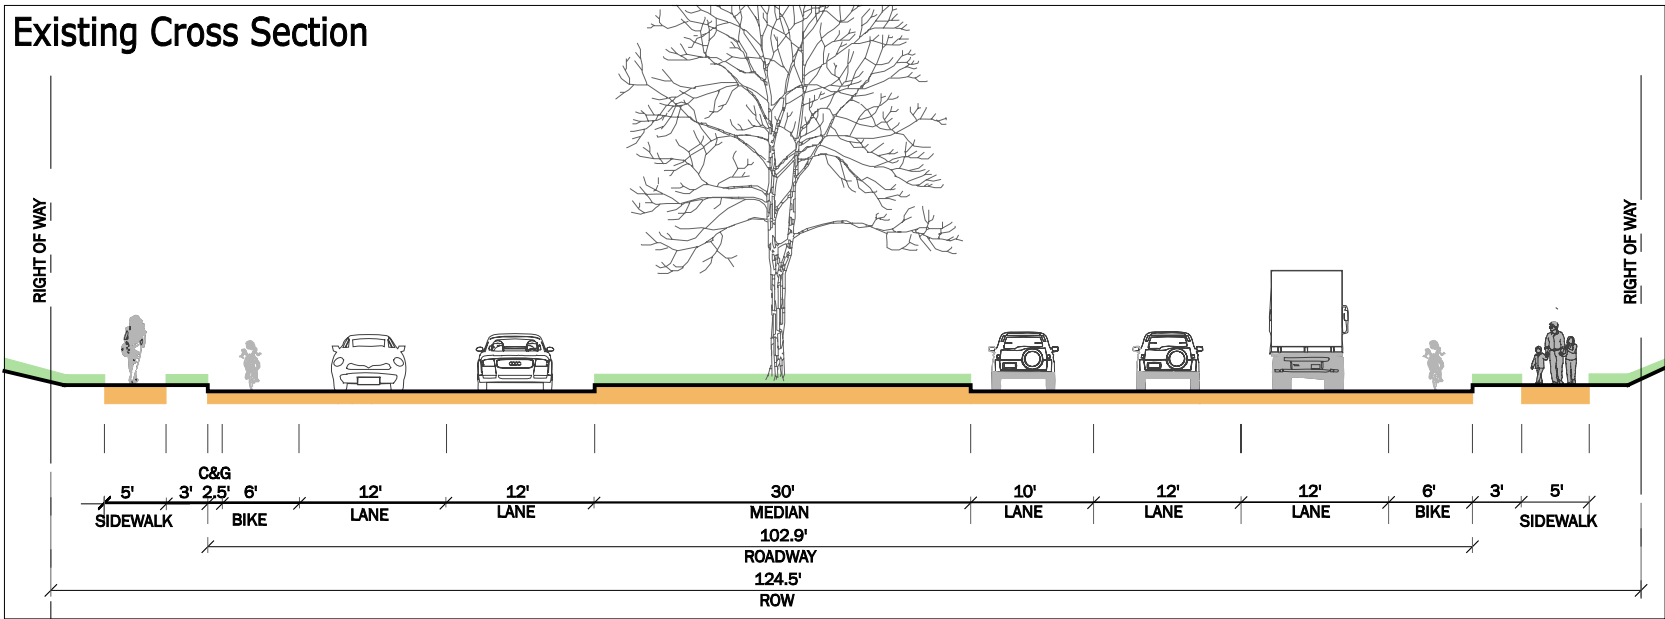 Existing Cross Section
RIGHT OF WAY
RIGHT OF WAY
C&G
5' 3' 2.5' 6' 12' 12' 30' 10' 12' 12' 6' 3' 5'
SIDEWALK BIKE LANE LANE MEDIAN LANE LANE LANE BIKE SIDEWALK
102.9'
ROADWAY
124.5'
ROW